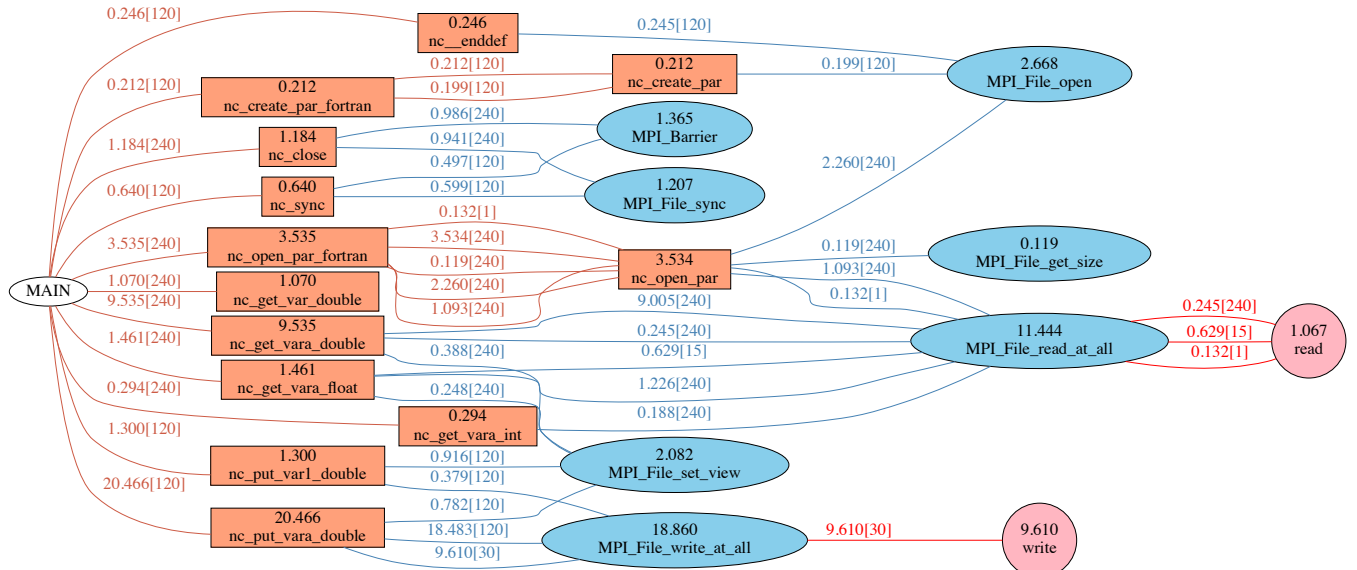 0.246[120]
0.246
nc__enddef
0.245[120]
2.668
MPI_File_open
0.212[120]
0.212
nc_create_par_fortran
0.212[120]
0.199[120]
0.212
nc_create_par
0.199[120]
1.184[240]
1.184
nc_close
0.986[240]
0.941[240]
1.365
MPI_Barrier
0.640[120]
0.640
nc_sync
0.497[120]
0.599[120]
1.207
MPI_File_sync
2.260[240]
3.535[240]
3.535
nc_open_par_fortran
0.132[1]
3.534[240]
0.119[240]
2.260[240]
1.093[240]
3.534
nc_open_par
0.119[240]
1.093[240]
0.132[1]
0.119
MPI_File_get_size
MAIN
1.070[240]
1.070
nc_get_var_double
9.535[240]
9.535
nc_get_vara_double
9.005[240]
0.245[240]
0.388[240]
11.444
MPI_File_read_at_all
0.245[240]
0.629[15]
0.132[1]
1.067
read
1.461[240]
1.461
nc_get_vara_float
0.629[15]
1.226[240]
0.248[240]
0.294[240]
0.294
nc_get_vara_int
0.188[240]
1.300[120]
1.300
nc_put_var1_double
0.916[120]
0.379[120]
2.082
MPI_File_set_view
20.466[120]
20.466
nc_put_vara_double
0.782[120]
18.483[120]
9.610[30]
18.860
MPI_File_write_at_all
9.610[30]
9.610
write